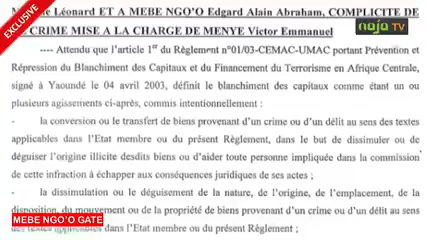 EXCLUSIVE
noja TV
Léonard ET A MEBE NGO'O Edgard Alain Abraham, COMPLICITE DE
CRIME MISE A LA CHARGE DE MENYE Victor Emmanuel
---- Attendu que l'article 1er du Règlement n°01/03-CEMAC-UMAC portant Prévention et
Répression du Blanchiment des Capitaux et du Financement du Terrorisme en Afrique Centrale,
signé à Yaoundé le 04 avril 2003, définit le blanchiment des capitaux comme étant un ou
plusieurs agissements ci-après, commis intentionnellement :
- la conversion ou le transfert de biens provenant d'un crime ou d'un délit au sens des textes
applicables dans l'Etat membre ou du présent Règlement, dans le but de dissimuler ou de
déguiser l'origine illicite desdits biens ou d'aider toute personne impliquée dans la commission
de cette infraction à échapper aux conséquences juridiques de ses actes ;
- la dissimulation ou le déguisement de la nature, de l'origine, de l'emplacement, de la
disposition, du mouvement ou de la propriété de biens provenant d'un crime ou d'un délit au sens
des textes applicables dans l'Etat membre ou du présent Règlement ;
MEBE NGO'O GATE